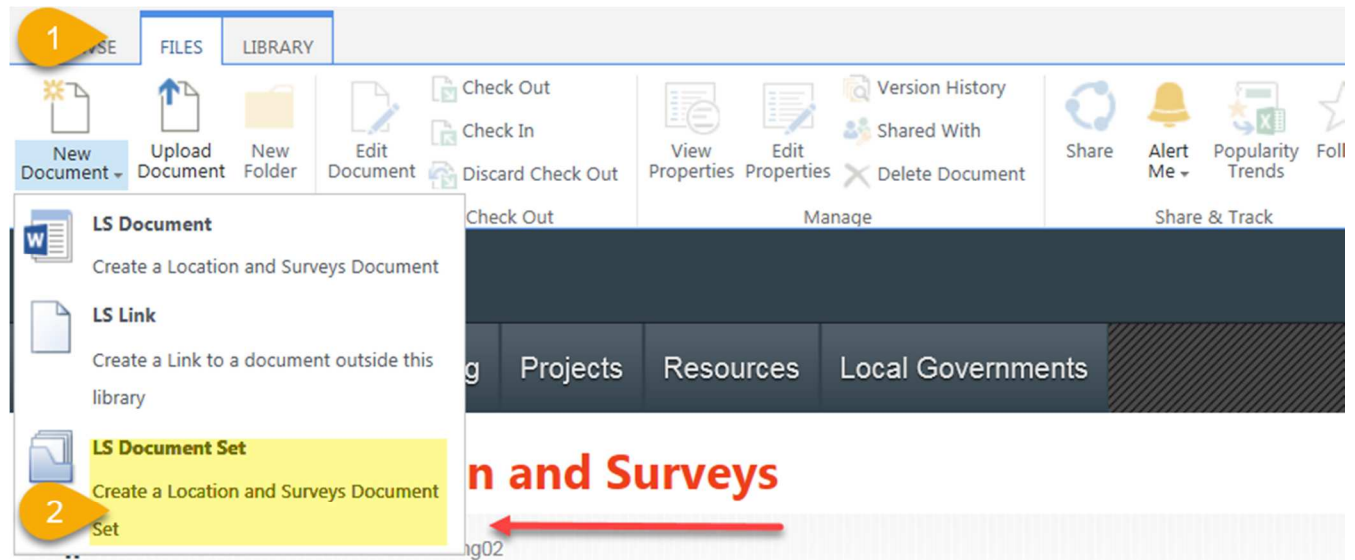 1
FILES
LIBRARY
New
Document
Upload
Document
New
Folder
Edit
Document
Check Out
Check In
Discard Check Out
View
Properties
Edit
Properties
Version History
Shared With
Delete Document
Share
Alert
Me
Popularity
Trends
Foll
Check Out
Manage
Share & Track
LS Document
Create a Location and Surveys Document
LS Link
Create a Link to a document outside this
library
LS Document Set
Create a Location and Surveys Document
Set
2
g
Projects
Resources
Local Governments
n and Surveys
ng02